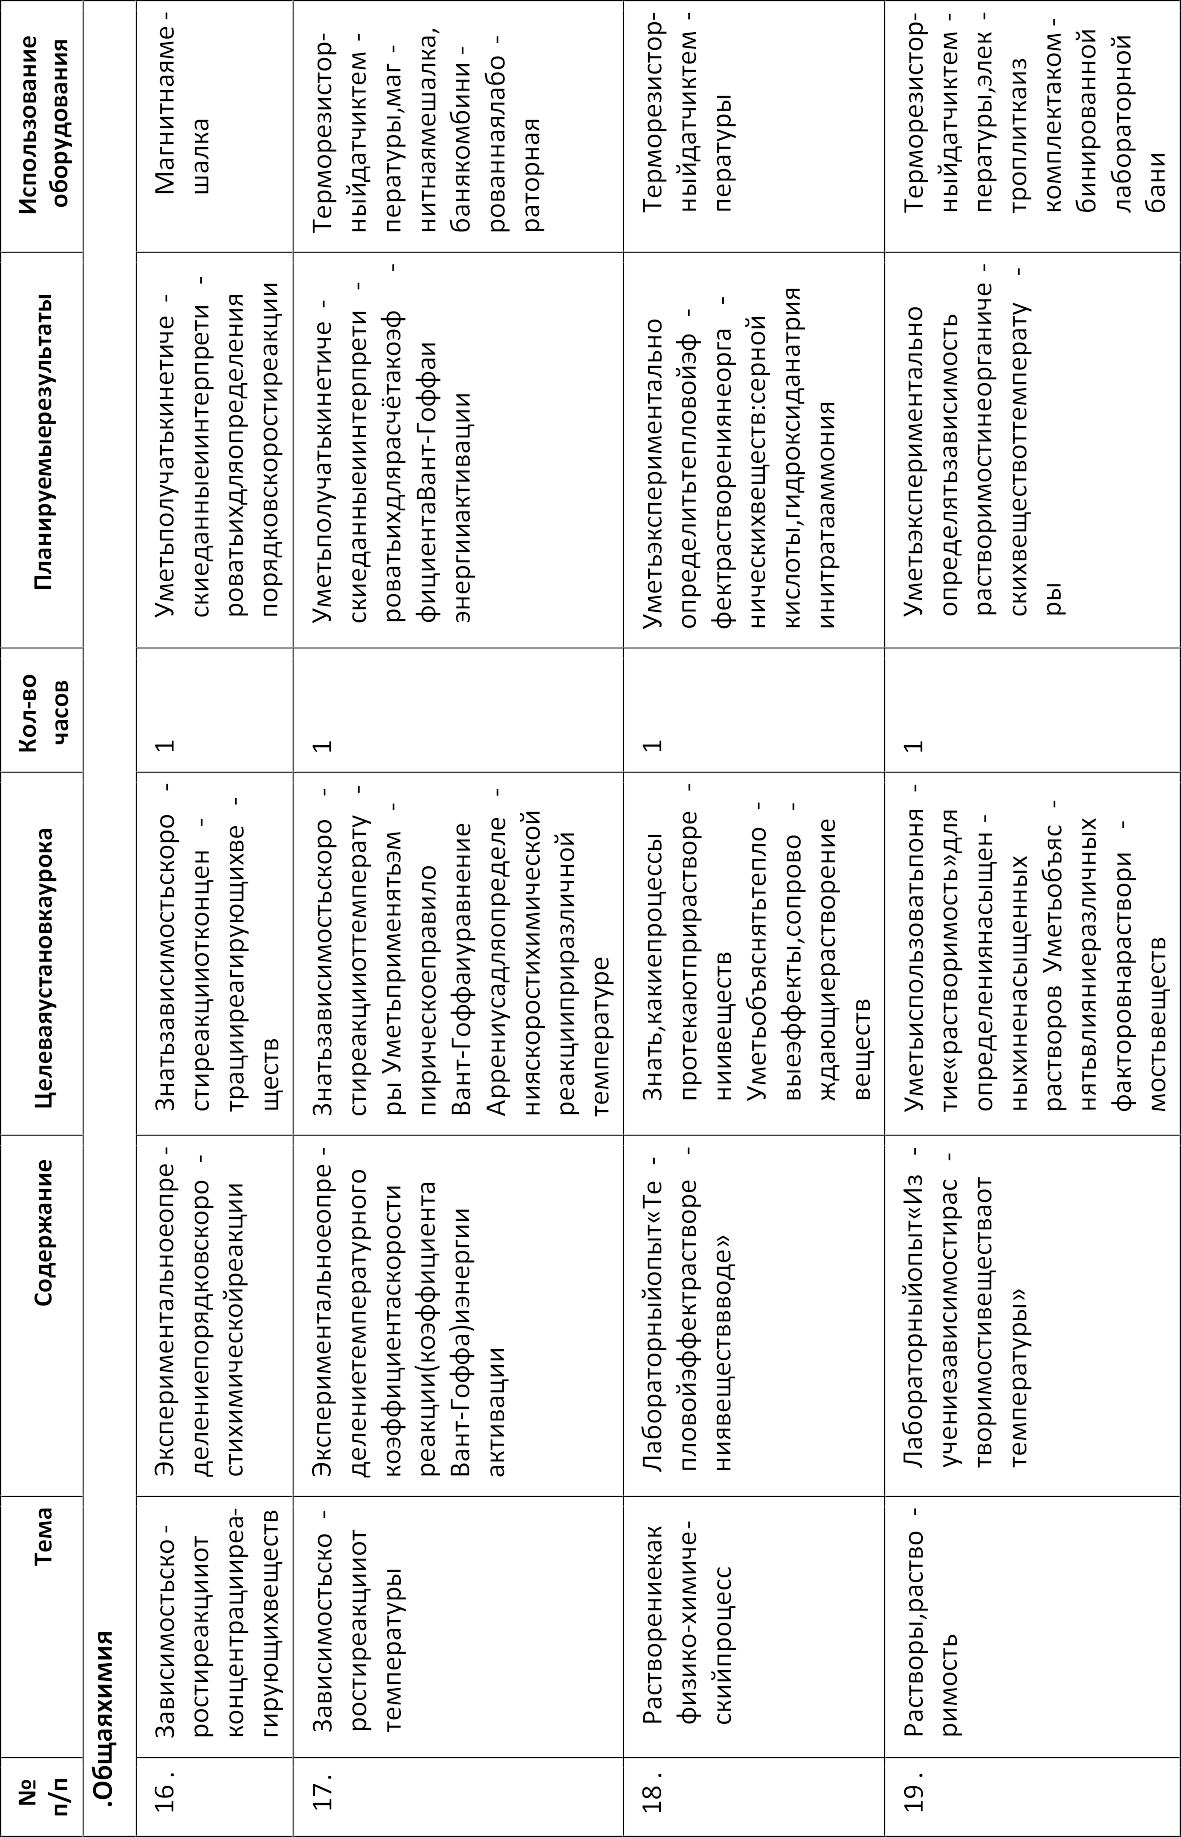 №
п/п
Тема
Содержание
Целеваяустановкаурока
Кол-во
часов
Планируемыерезультаты
Использование
оборудования
.Общаяхимия
16 .
Зависимостьско -
ростиреакцииот
концентрацииреа-
гирующихвеществ
Экспериментальноеопре -
делениепорядковскоро -
стихимическойреакции
Знатьзависимостьскоро -
стиреакцииотконцен -
трацииреагирующихве -
ществ
1
Уметьполучатькинетиче -
скиеданныеиинтерпрети -
роватьихдляопределения
порядковскоростиреакции
Магнитнаяме -
шалка
17.
Зависимостьско -
ростиреакцииот
температуры
Экспериментальноеопре -
делениетемпературного
коэффициентаскорости
реакции(коэффициента
Вант-Гоффа)иэнергии
активации
Знатьзависимостьскоро -
стиреакцииоттемперату -
ры Уметьприменятьэм -
пирическоеправило
Вант-Гоффаиуравнение
Аррениусадляопределе -
нияскоростихимической
реакцииприразличной
температуре
1
Уметьполучатькинетиче -
скиеданныеиинтерпрети -
роватьихдлярасчётакоэф -
фициентаВант-Гоффаи
энергииактивации
Терморезистор-
ныйдатчиктем -
пературы,маг -
нитнаямешалка,
банякомбини -
рованнаялабо -
раторная
18 .
Растворениекак
физико-химиче-
скийпроцесс
Лабораторныйопыт«Те -
пловойэффектрастворе -
ниявеществвводе»
Знать,какиепроцессы
протекаютприрастворе -
ниивеществ
Уметьобъяснятьтепло -
выеэффекты,сопрово -
ждающиерастворение
веществ
1
Уметьэкспериментально
определитьтепловойэф -
фектрастворениянеорга -
ническихвеществ:серной
кислоты,гидроксиданатрия
инитратааммония
Терморезистор-
ныйдатчиктем -
пературы
19.
Растворы,раство -
римость
Лабораторныйопыт«Из -
учениезависимостирас -
творимостивеществаот
температуры»
Уметьиспользоватьпоня -
тие«растворимость»для
определениянасыщен -
ныхиненасыщенных
растворов Уметьобъяс -
нятьвлияниеразличных
факторовнараствори -
мостьвеществ
1
Уметьэкспериментально
определятьзависимость
растворимостинеорганиче -
скихвеществоттемперату -
ры
Терморезистор-
ныйдатчиктем -
пературы,элек -
троплиткаиз
комплектаком -
бинированной
лабораторной
бани